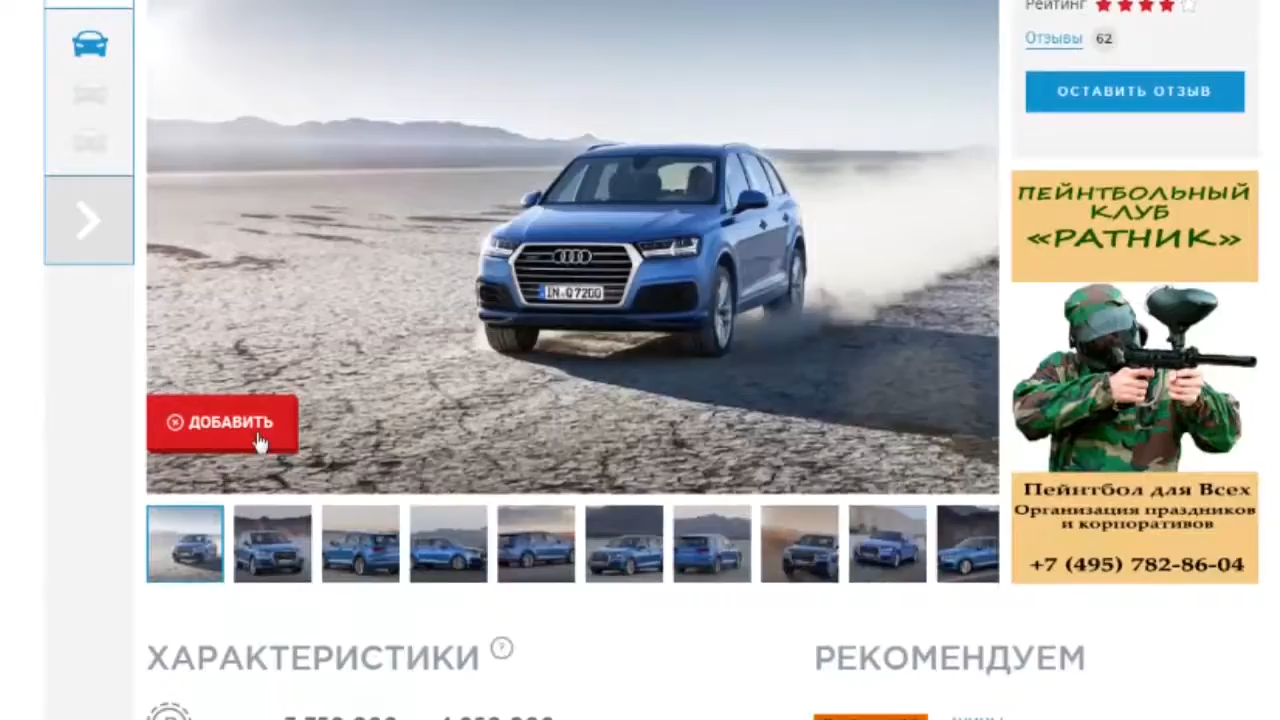 Рейтинг
Отзывы 62
ОСТАВИТЬ ОТЗЫВ
ПЕЙНТБОЛЬНЫЙ
КЛУБ
«РАТНИК»
IN·Q7200
ДОБАВИТЬ
Пейнтбол для Всех
Организация праздников
и корпоративов
+7 (495) 782-86-04
ХАРАКТЕРИСТИКИ ?
РЕКОМЕНДУЕМ